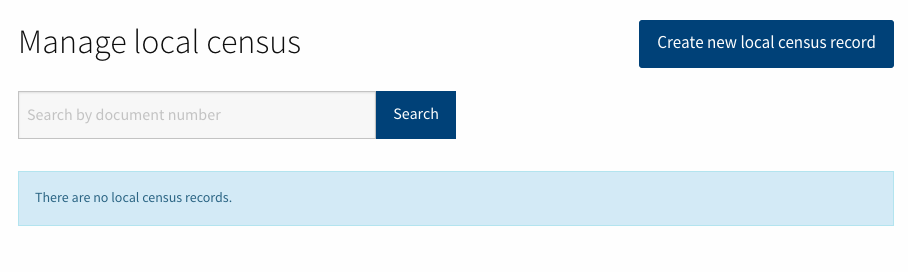 Manage local census
Create new local census record
Search by document number
Search
There are no local census records.